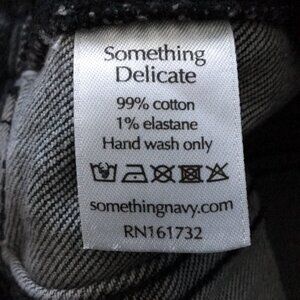 Something
Delicate
99% cotton
1% elastane
Hand wash only
somethingnavy.com
RN161732